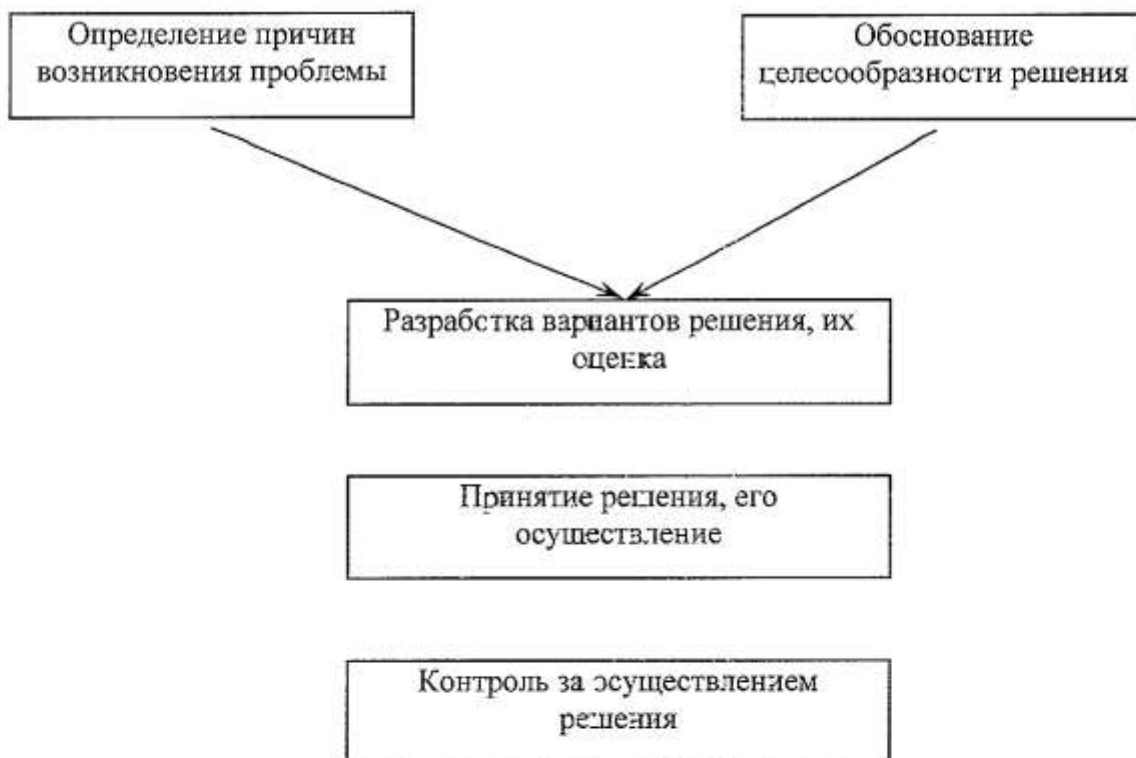 Определение причин
возникновения проблемы
Обоснование
целесообразности решения
Разработка вариантов решения, их
оценка
Принятие решения, его
осуществление
Контроль за осуществлением
решения